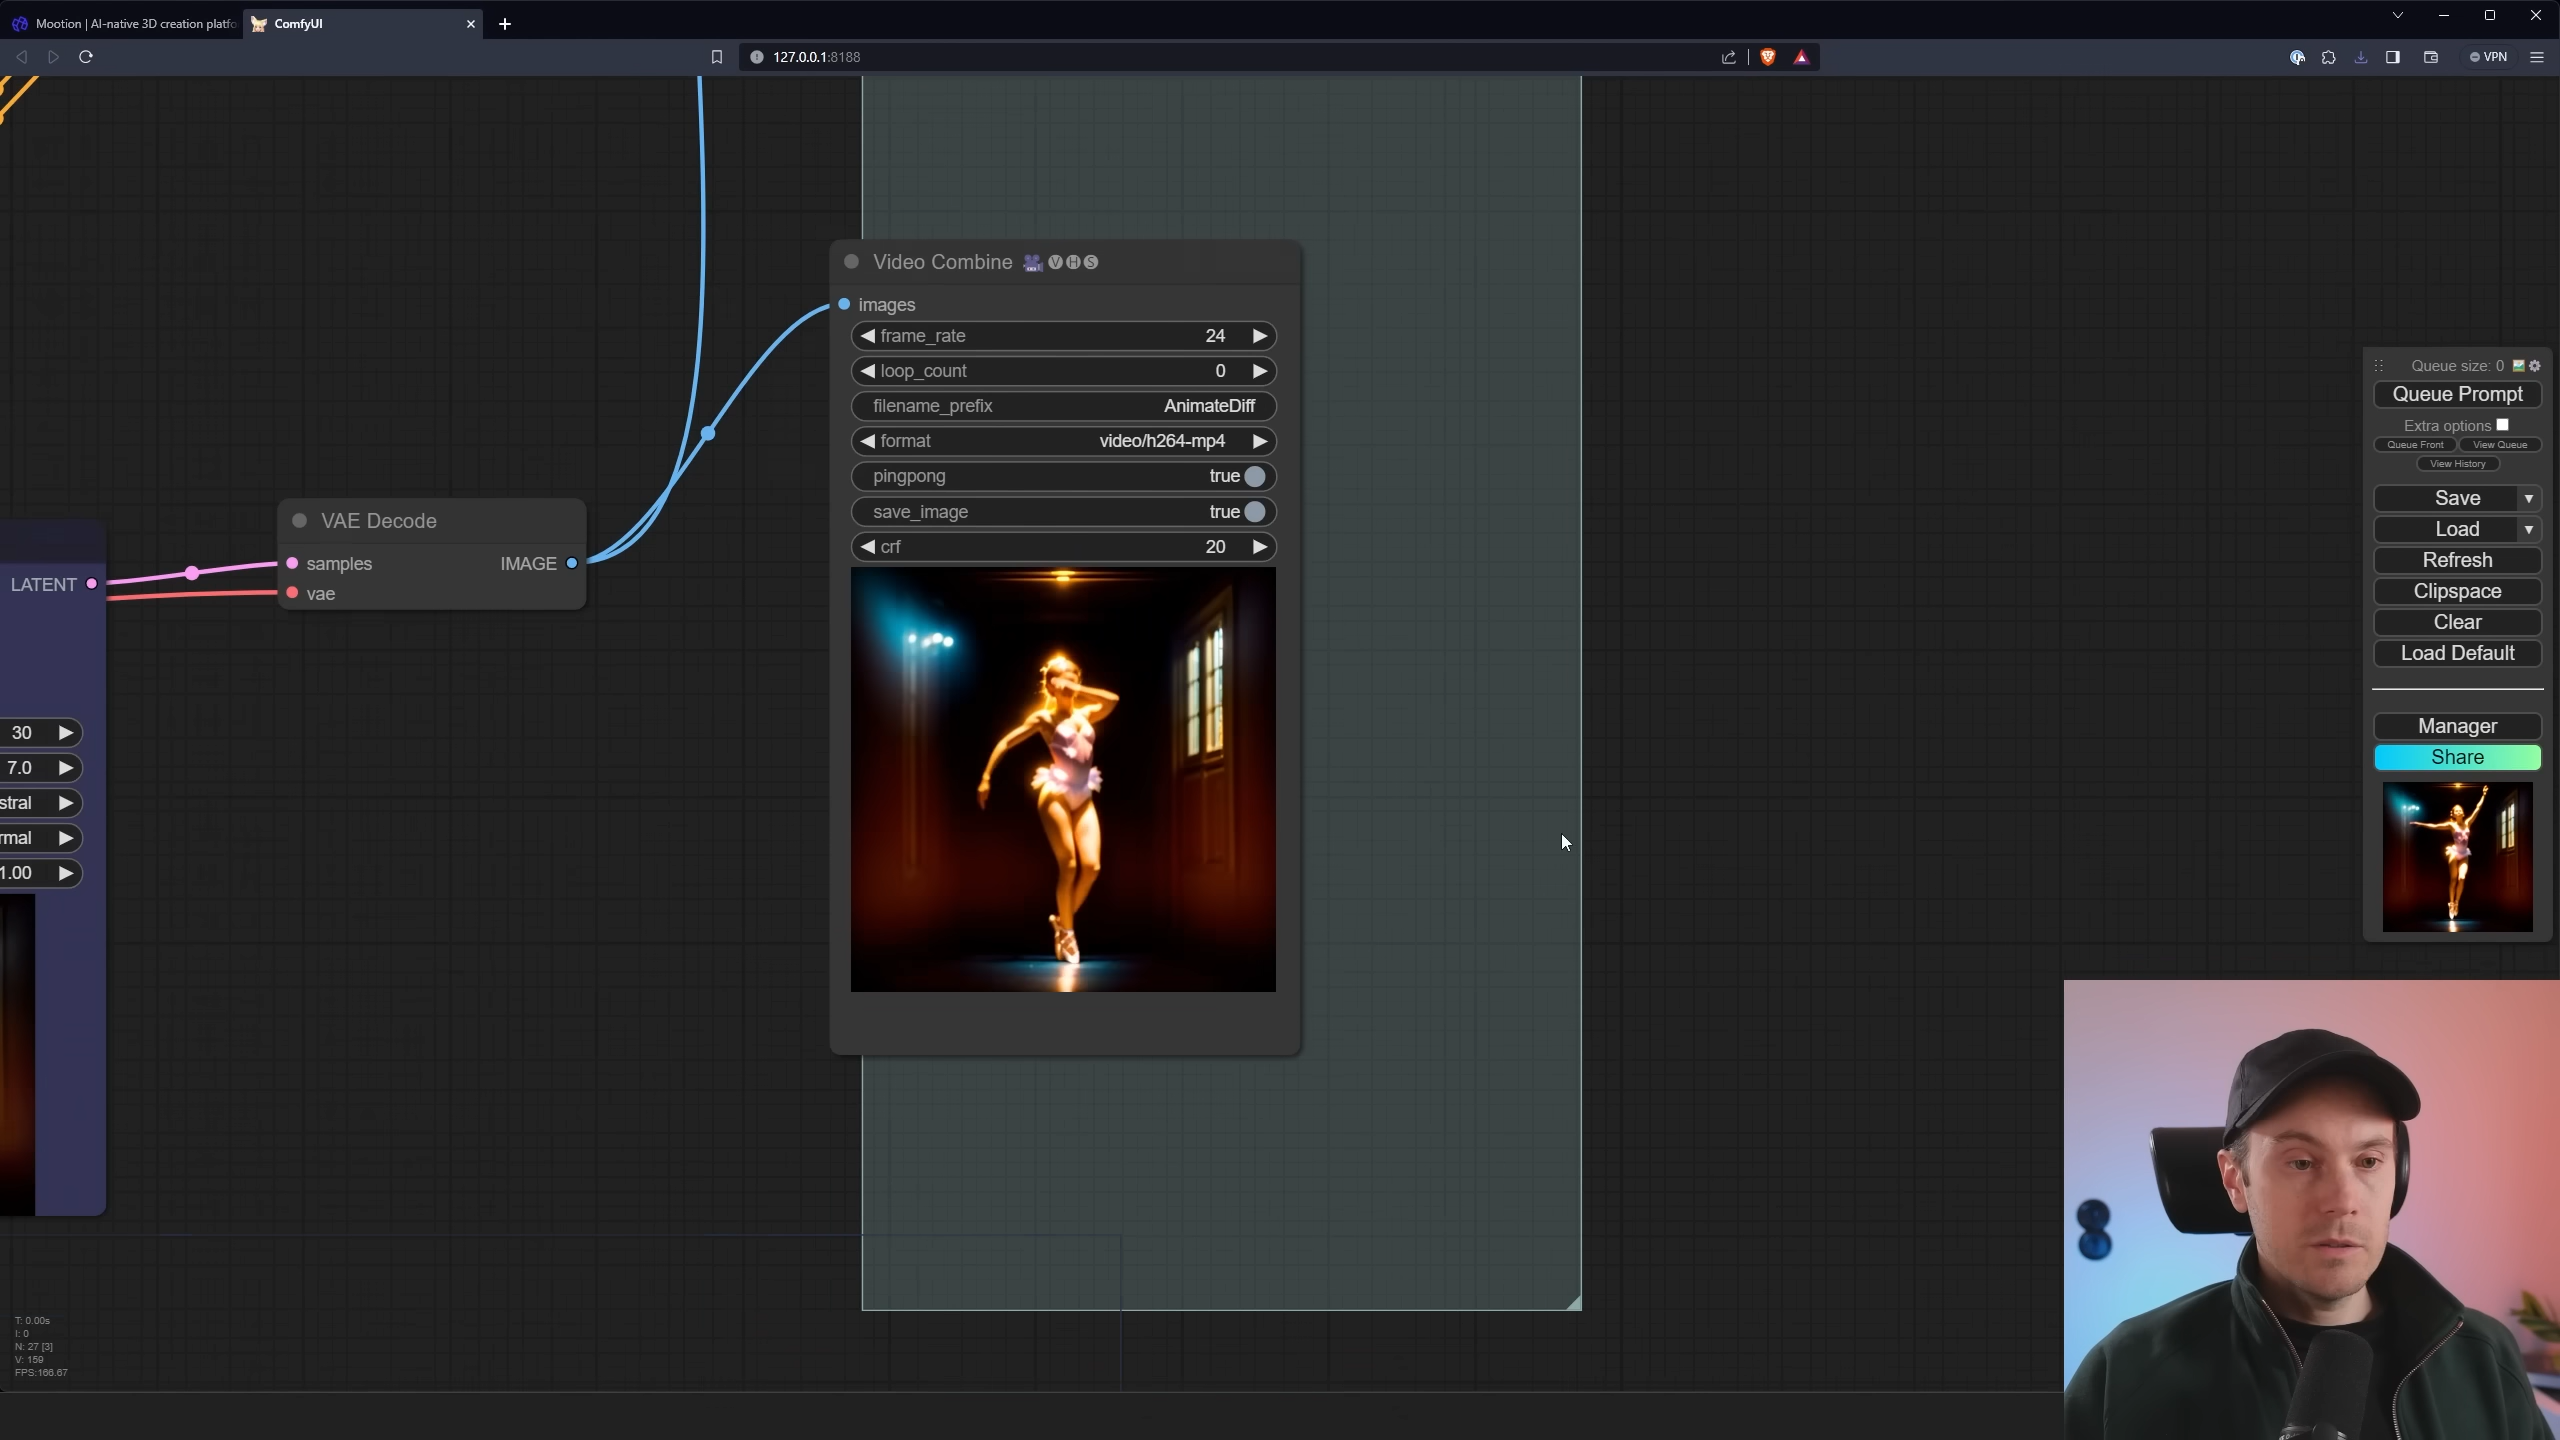 Mootion | AI-native 3D creation platfo
ComfyUI
127.0.0.1:8188
VPN
Video Combine VHS
images
frame_rate 24
loop_count 0
filename_prefix AnimateDiff
format video/h264-mp4
pingpong true
save_image true
crf 20
VAE Decode
samples IMAGE
vae
LATENT
30
7.0
stral
rmal
1.00
Queue size: 0
Queue Prompt
Extra options
Queue Front View Queue
View History
Save
Load
Refresh
Clipspace
Clear
Load Default
Manager
Share
T: 0.00s
I: 0
N: 27 [3]
V: 159
FPS:166.67